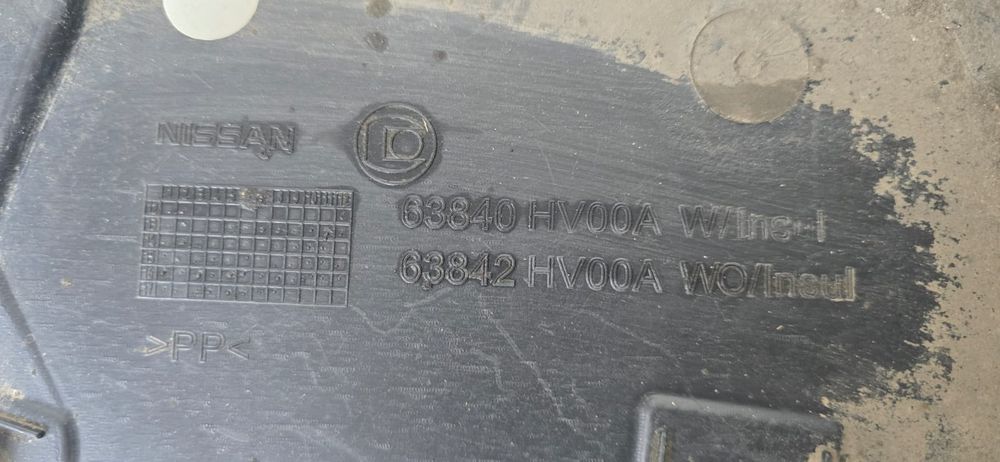 NISSAN
63840 HV00A W/Insul
63842 HV00A WO/Insul
>PP<